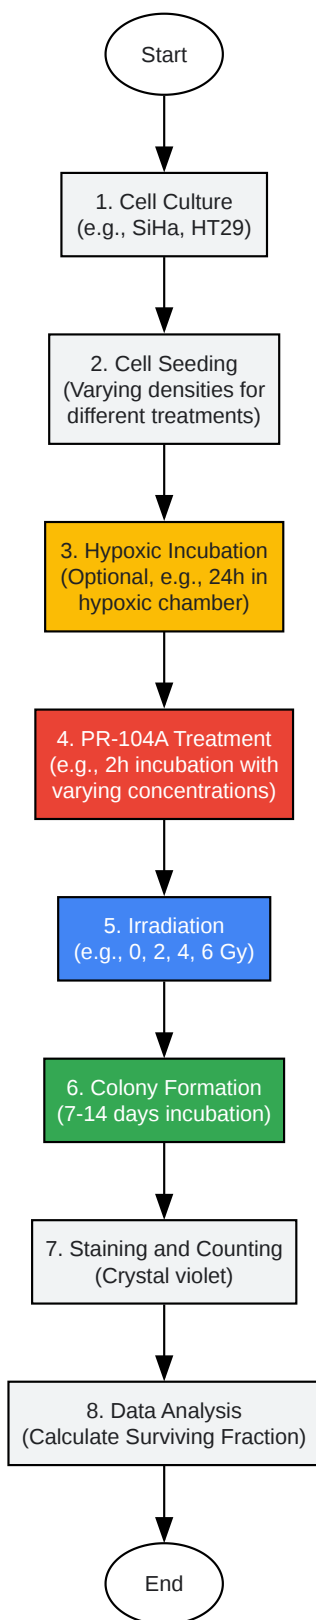 Start
1. Cell Culture
(e.g., SiHa, HT29)
2. Cell Seeding
(Varying densities for
different treatments)
3. Hypoxic Incubation
(Optional, e.g., 24h in
hypoxic chamber)
4. PR-104A Treatment
(e.g., 2h incubation with
varying concentrations)
5. Irradiation
(e.g., 0, 2, 4, 6 Gy)
6. Colony Formation
(7-14 days incubation)
7. Staining and Counting
(Crystal violet)
8. Data Analysis
(Calculate Surviving Fraction)
End